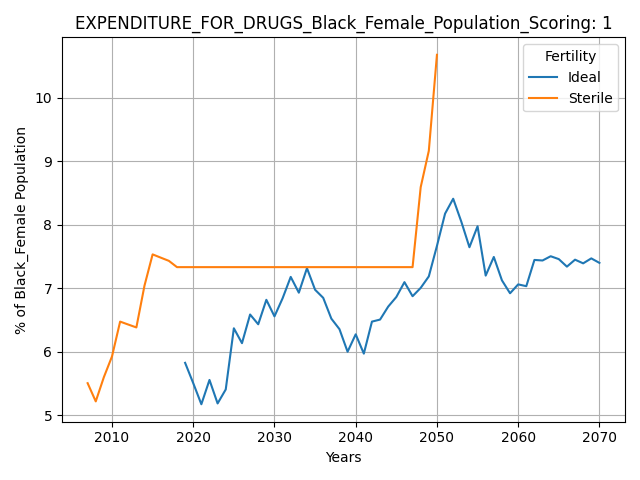 EXPENDITURE_FOR_DRUGS_Black_Female_Population_Scoring: 1
Fertility
Ideal
Sterile
% of Black_Female Population
10
9
8
7
6
5
2010 2020 2030 2040 2050 2060 2070
Years